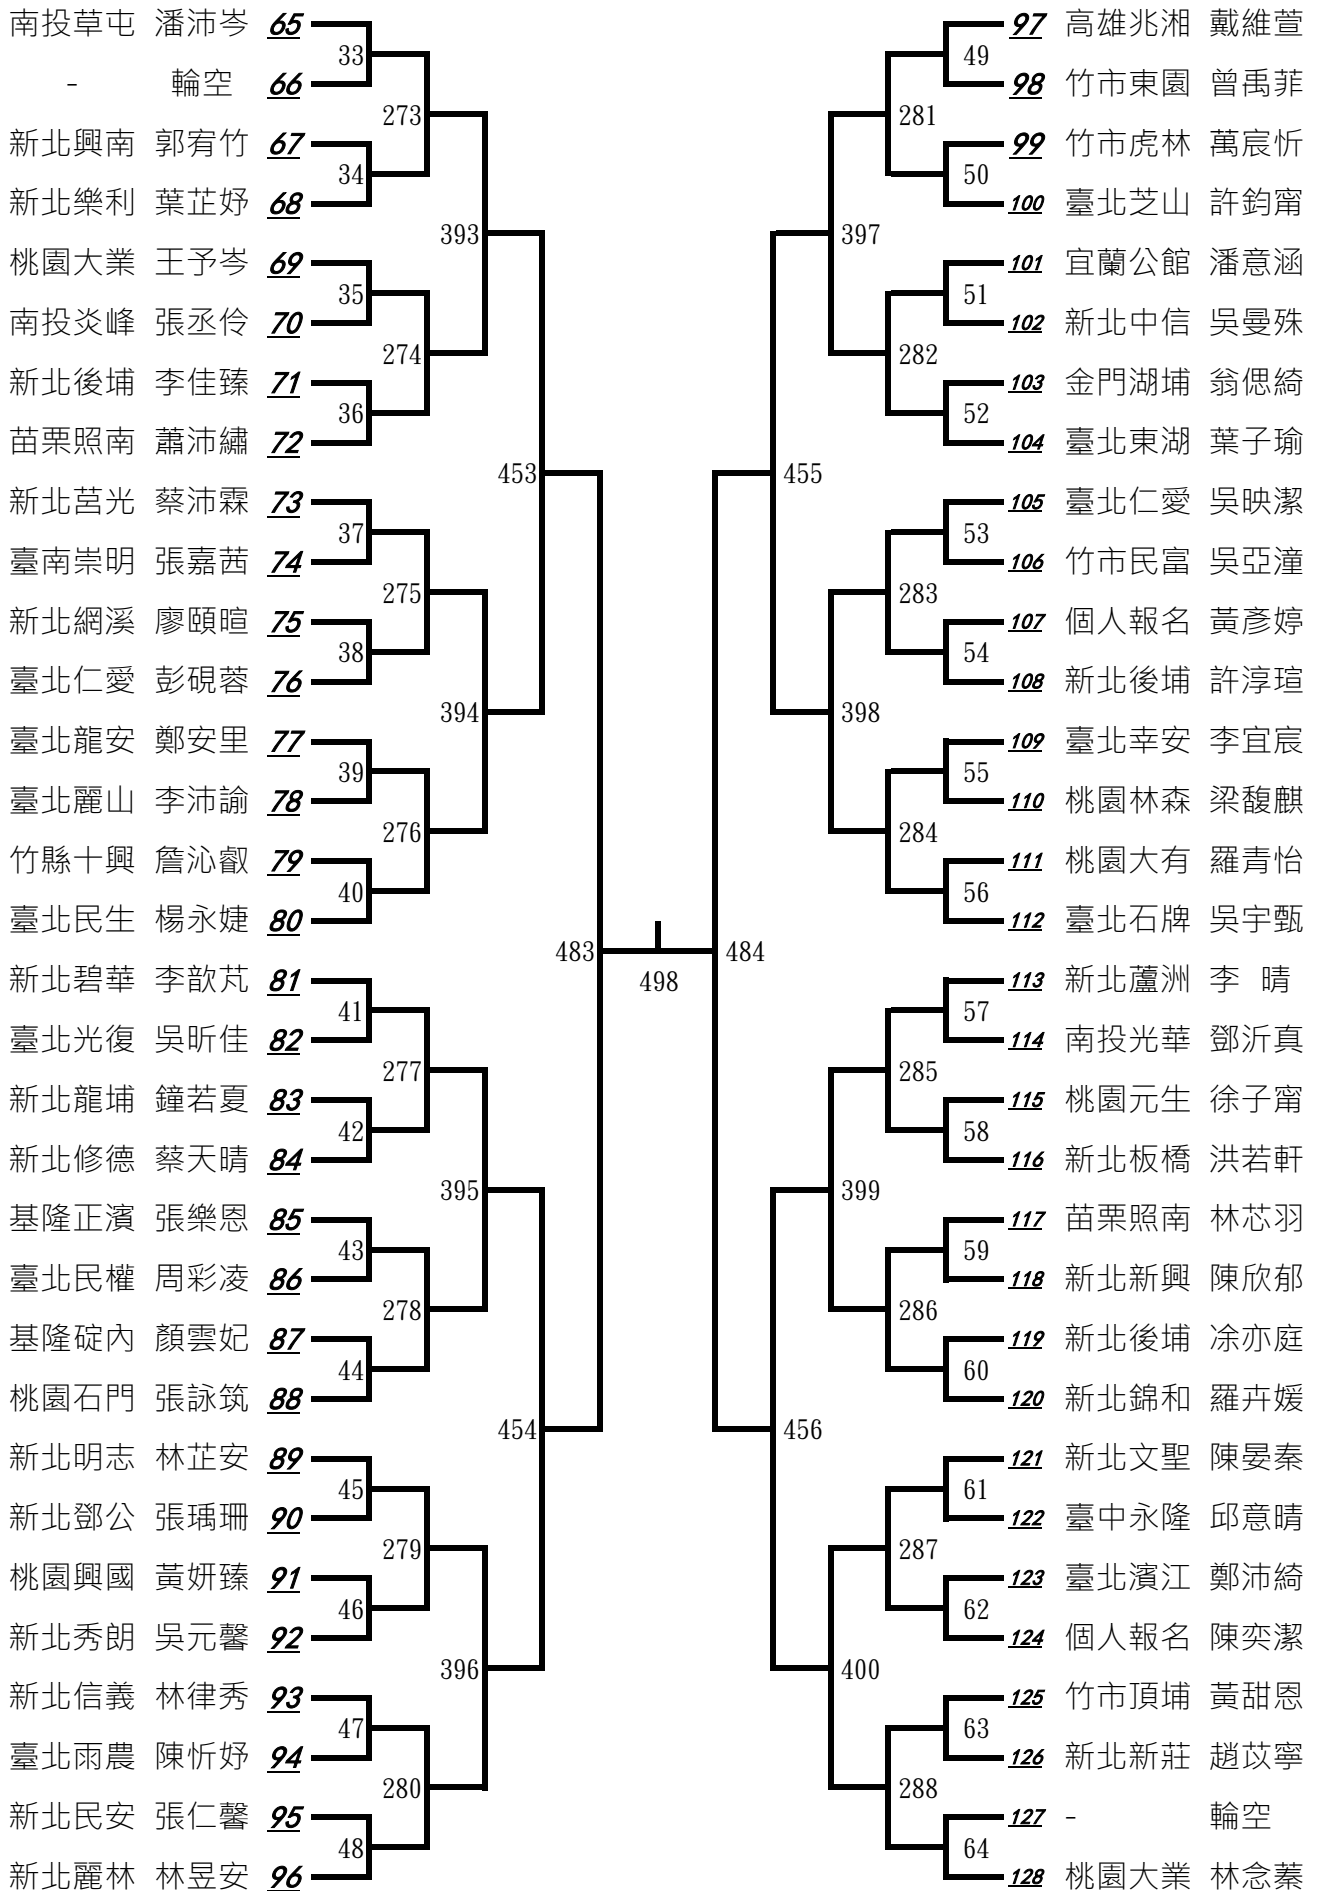 南投草屯 潘沛岑 65
33
- 輪空 66
273
新北興南 郭宥竹 67
34
新北樂利 葉芷妤 68
393
桃園大業 王予岑 69
35
南投炎峰 張丞伶 70
274
新北後埔 李佳臻 71
36
苗栗照南 蕭沛繡 72
453
新北莒光 蔡沛霖 73
37
臺南崇明 張嘉茜 74
275
新北網溪 廖頤暄 75
38
臺北仁愛 彭硯蓉 76
394
臺北龍安 鄭安里 77
39
臺北麗山 李沛諭 78
276
竹縣十興 詹沁叡 79
40
臺北民生 楊永婕 80
483
498
新北碧華 李歆芃 81
41
臺北光復 吳昕佳 82
277
新北龍埔 鐘若夏 83
42
新北修德 蔡天晴 84
395
基隆正濱 張樂恩 85
43
臺北民權 周彩凌 86
278
基隆碇內 顏雲妃 87
44
桃園石門 張詠筑 88
454
新北明志 林芷安 89
45
新北鄧公 張瑀珊 90
279
桃園興國 黃妍臻 91
46
新北秀朗 吳元馨 92
396
新北信義 林律秀 93
47
臺北雨農 陳忻妤 94
280
新北民安 張仁馨 95
48
新北麗林 林昱安 96
97 高雄兆湘 戴維萱
49
98 竹市東園 曾禹菲
281
99 竹市虎林 萬宸忻
50
100 臺北芝山 許鈞甯
397
101 宜蘭公館 潘意涵
51
102 新北中信 吳曼殊
282
103 金門湖埔 翁偲綺
52
104 臺北東湖 葉子瑜
455
105 臺北仁愛 吳映潔
53
106 竹市民富 吳亞潼
283
107 個人報名 黃彥婷
54
108 新北後埔 許淳瑄
398
109 臺北幸安 李宜宸
55
110 桃園林森 梁馥麒
284
111 桃園大有 羅青怡
56
112 臺北石牌 吳宇甄
484
113 新北蘆洲 李 晴
57
114 南投光華 鄧沂真
285
115 桃園元生 徐子甯
58
116 新北板橋 洪若軒
399
117 苗栗照南 林芯羽
59
118 新北新興 陳欣郁
286
119 新北後埔 凃亦庭
60
120 新北錦和 羅卉媛
456
121 新北文聖 陳晏秦
61
122 臺中永隆 邱意晴
287
123 臺北濱江 鄭沛綺
62
124 個人報名 陳奕潔
400
125 竹市頂埔 黃甜恩
63
126 新北新莊 趙苡寧
288
127 - 輪空
64
128 桃園大業 林念蓁